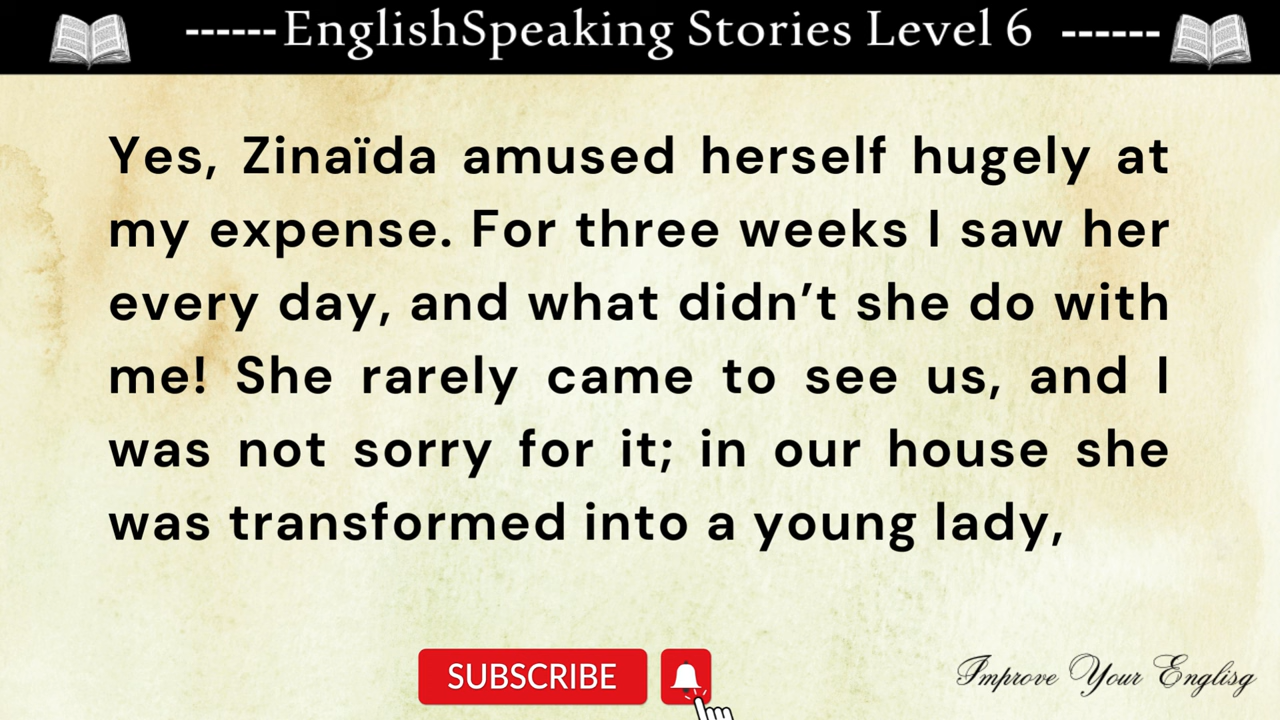 ------EnglishSpeaking Stories Level 6 ------
Yes, Zinaïda amused herself hugely at
my expense. For three weeks I saw her
every day, and what didn’t she do with
me! She rarely came to see us, and I
was not sorry for it; in our house she
was transformed into a young lady,
SUBSCRIBE
Improve Your Englisg